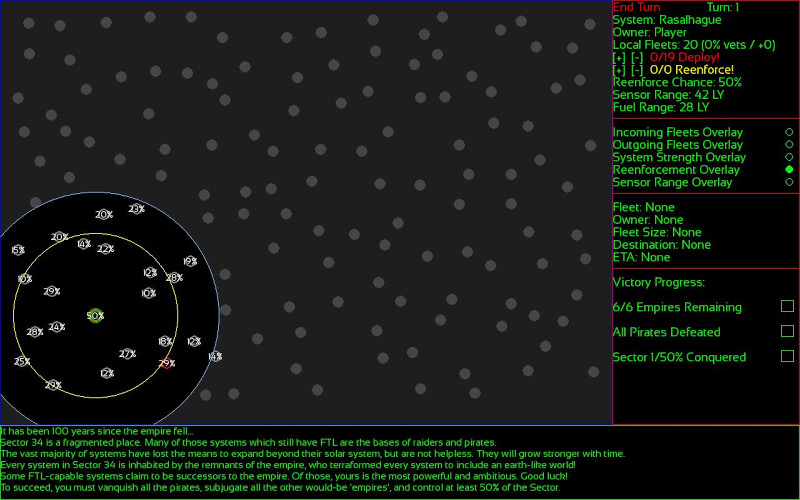 End Turn Turn: 1
System: Rasalhague
Owner: Player
Local Fleets: 20 (0% vets / +0)
[+] [-] 0/19 Deploy!
[+] [-] 0/0 Reenforce!
Reenforce Chance: 50%
Sensor Range: 42 LY
Fuel Range: 28 LY
Incoming Fleets Overlay
Outgoing Fleets Overlay
System Strength Overlay
Reenforcement Overlay
Sensor Range Overlay
Fleet: None
Owner: None
Fleet Size: None
Destination: None
ETA: None
Victory Progress:
6/6 Empires Remaining
All Pirates Defeated
Sector 1/50% Conquered
23%
20%
20%
14%
22%
15%
19%
12%
28%
10%
29%
10%
50%
24%
28%
18%
12%
27%
14%
25%
29%
12%
29%
It has been 100 years since the empire fell...
Sector 34 is a fragmented place. Many of those systems which still have FTL are the bases of raiders and pirates.
The vast majority of systems have lost the means to expand beyond their solar system, but are not helpless. They will grow stronger with time.
Every system in Sector 34 is inhabited by the remnants of the empire, who terraformed every system to include an earth-like world!
Some FTL-capable systems claim to be successors to the empire. Of those, yours is the most powerful and ambitious. Good luck!
To succeed, you must vanquish all the pirates, subjugate all the other would-be 'empires', and control at least 50% of the Sector.